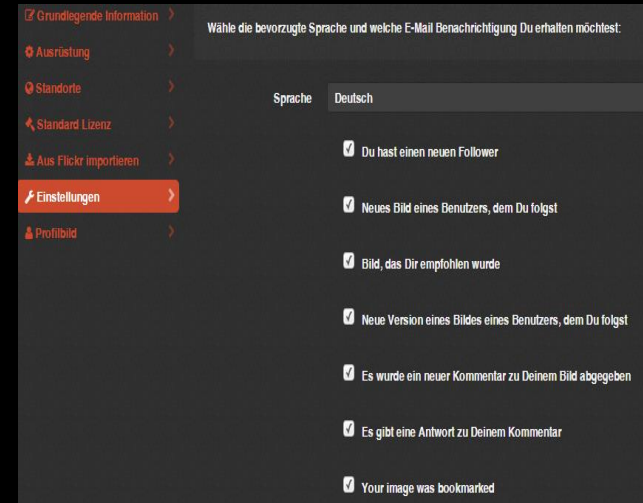 Grundlegende Information
Ausrüstung
Standorte
Standard Lizenz
Aus Flickr importieren
Einstellungen
Profilbild
Wähle die bevorzugte Sprache und welche E-Mail Benachrichtigung Du erhalten möchtest:
Sprache Deutsch
Du hast einen neuen Follower
Neues Bild eines Benutzers, dem Du folgst
Bild, das Dir empfohlen wurde
Neue Version eines Bildes eines Benutzers, dem Du folgst
Es wurde ein neuer Kommentar zu Deinem Bild abgegeben
Es gibt eine Antwort zu Deinem Kommentar
Your image was bookmarked